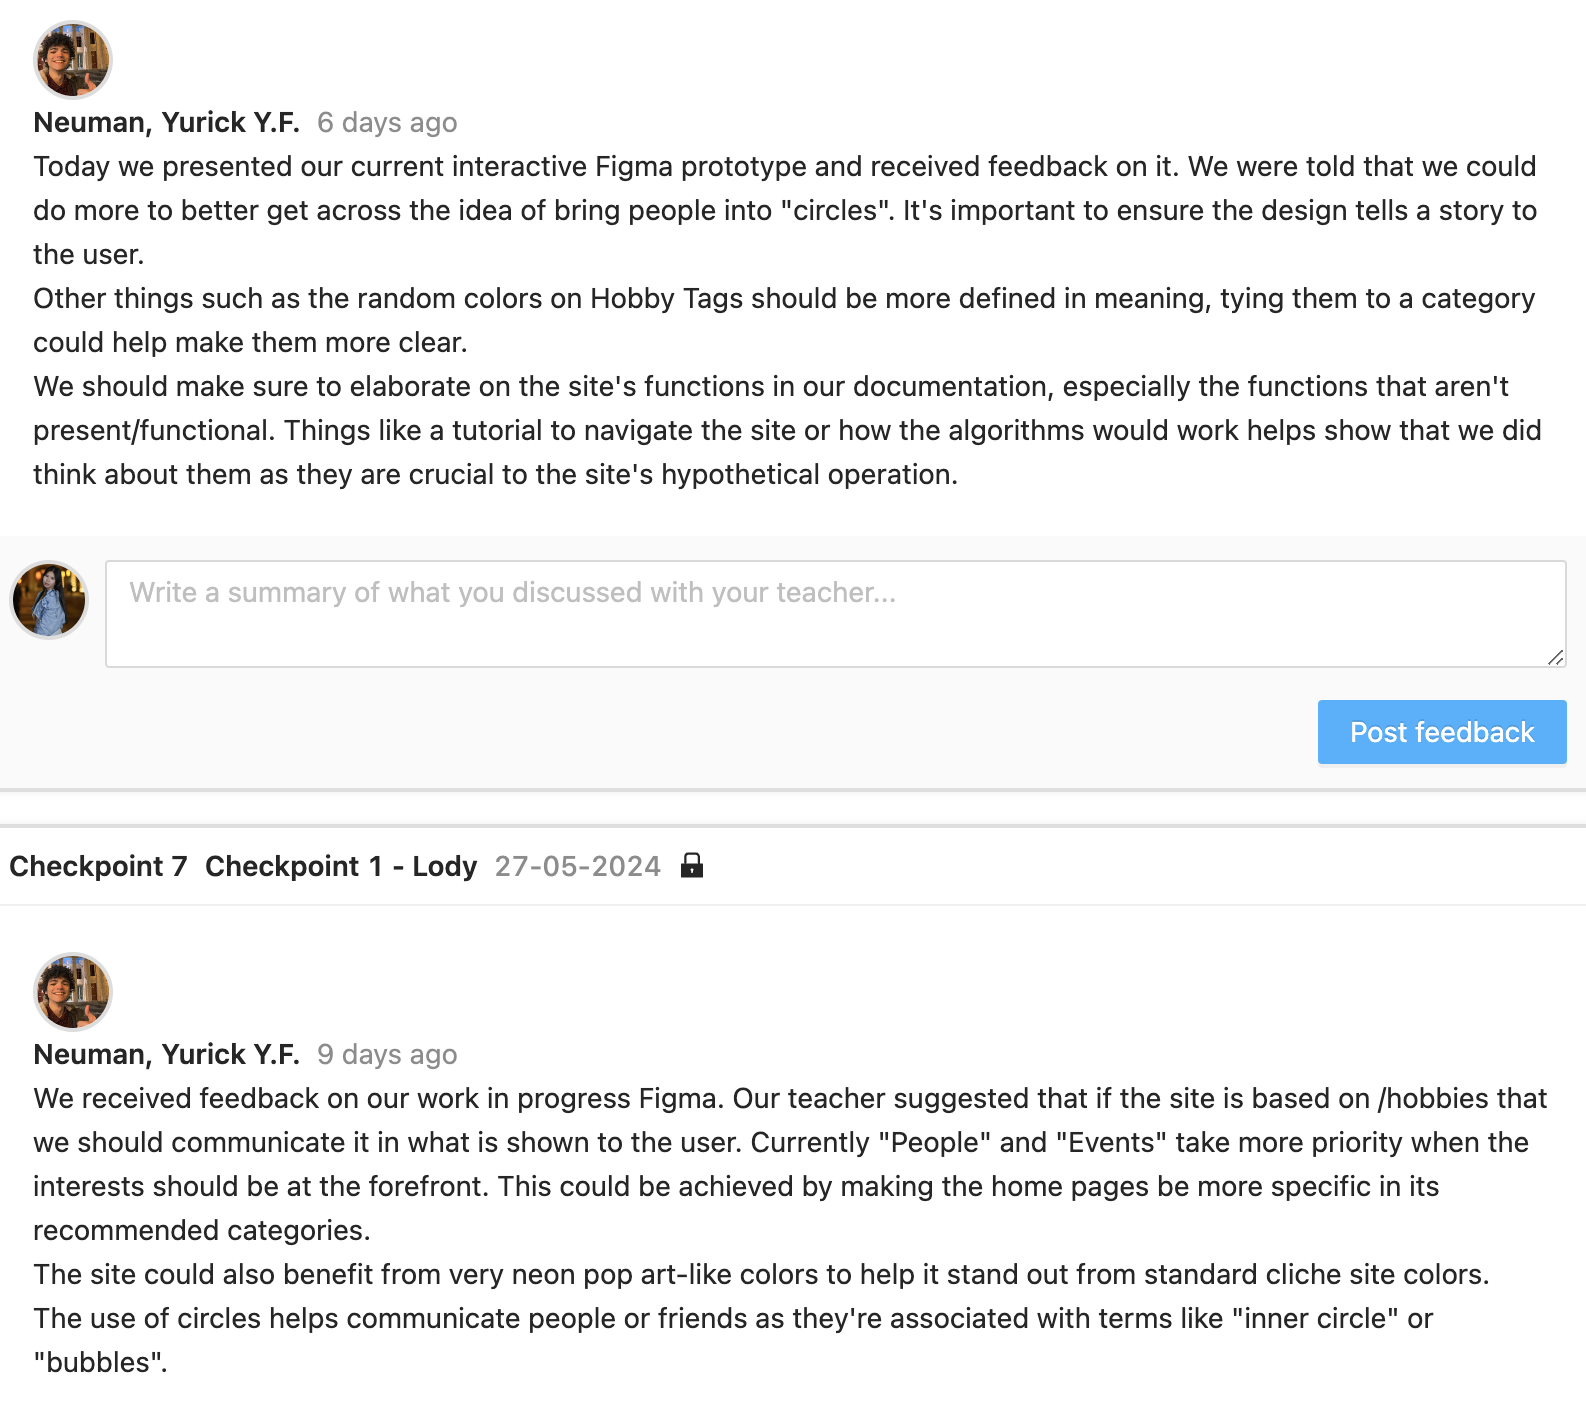 Neuman, Yurick Y.F. 6 days ago
Today we presented our current interactive Figma prototype and received feedback on it. We were told that we could
do more to better get across the idea of bring people into "circles". It's important to ensure the design tells a story to
the user.
Other things such as the random colors on Hobby Tags should be more defined in meaning, tying them to a category
could help make them more clear.
We should make sure to elaborate on the site's functions in our documentation, especially the functions that aren't
present/functional. Things like a tutorial to navigate the site or how the algorithms would work helps show that we did
think about them as they are crucial to the site's hypothetical operation.
Write a summary of what you discussed with your teacher...
Post feedback
Checkpoint 7 Checkpoint 1 - Lody 27-05-2024
Neuman, Yurick Y.F. 9 days ago
We received feedback on our work in progress Figma. Our teacher suggested that if the site is based on /hobbies that
we should communicate it in what is shown to the user. Currently "People" and "Events" take more priority when the
interests should be at the forefront. This could be achieved by making the home pages be more specific in its
recommended categories.
The site could also benefit from very neon pop art-like colors to help it stand out from standard cliche site colors.
The use of circles helps communicate people or friends as they're associated with terms like "inner circle" or
"bubbles".